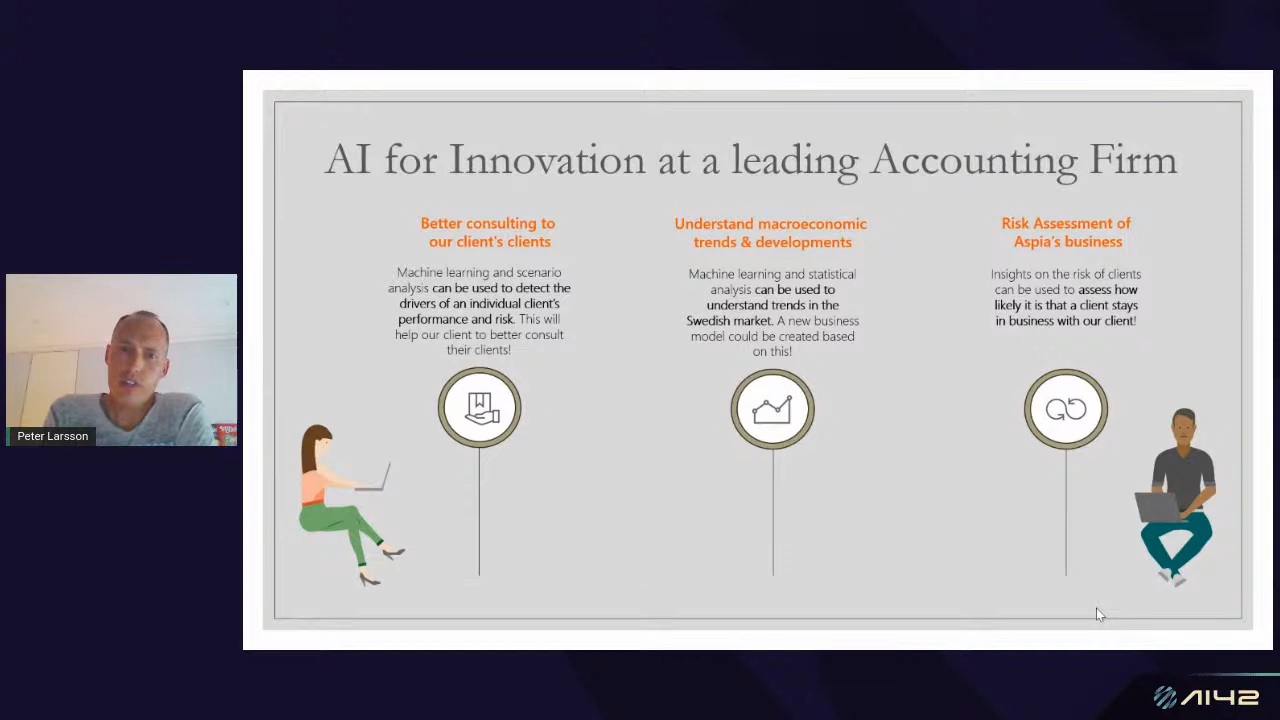 AI for Innovation at a leading Accounting Firm
Better consulting to
our client's clients
Machine learning and scenario
analysis can be used to detect the
drivers of an individual client's
performance and risk. This will
help our client to better consult
their clients!
Understand macroeconomic
trends & developments
Machine learning and statistical
analysis can be used to
understand trends in the
Swedish market. A new business
model could be created based
on this!
Risk Assessment of
Aspia's business
Insights on the risk of clients
can be used to assess how
likely it is that a client stays
in business with our client!
Peter Larsson
AI42